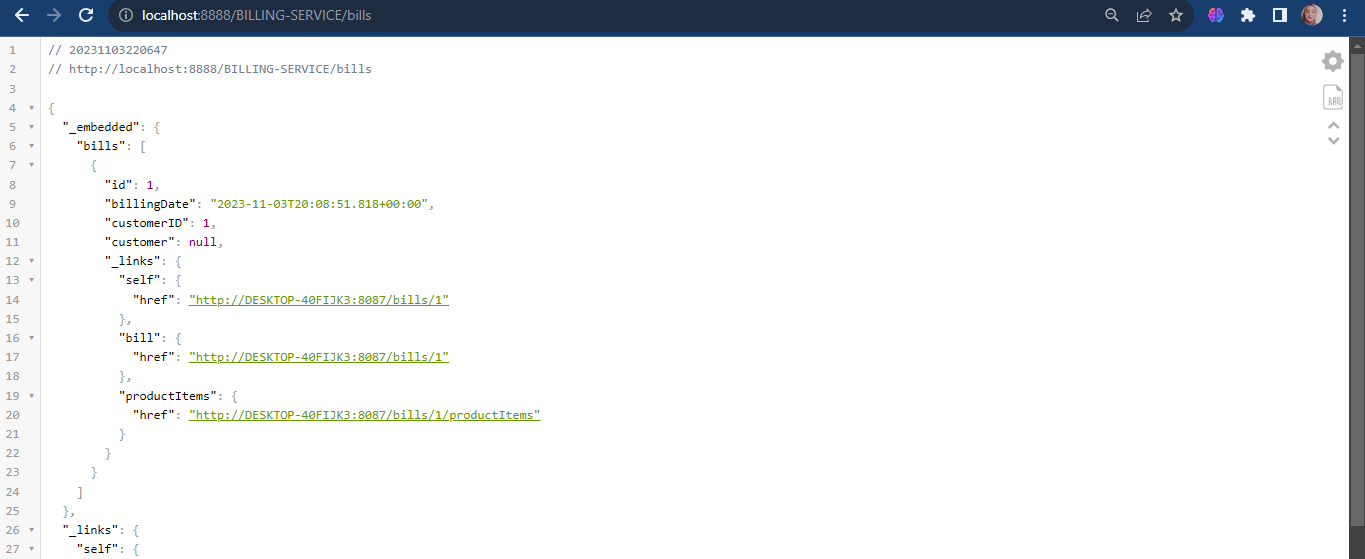 localhost:8888/BILLING-SERVICE/bills
1 // 20231103220647
2 // http://localhost:8888/BILLING-SERVICE/bills
3
4 {
5 "_embedded": {
6 "bills": [
7 {
8 "id": 1,
9 "billingDate": "2023-11-03T20:08:51.818+00:00",
10 "customerID": 1,
11 "customer": null,
12 "_links": {
13 "self": {
14 "href": "http://DESKTOP-40FIJK3:8087/bills/1"
15 },
16 "bill": {
17 "href": "http://DESKTOP-40FIJK3:8087/bills/1"
18 },
19 "productItems": {
20 "href": "http://DESKTOP-40FIJK3:8087/bills/1/productItems"
21 }
22 }
23 }
24 ]
25 },
26 "_links": {
27 "self": {
RAW